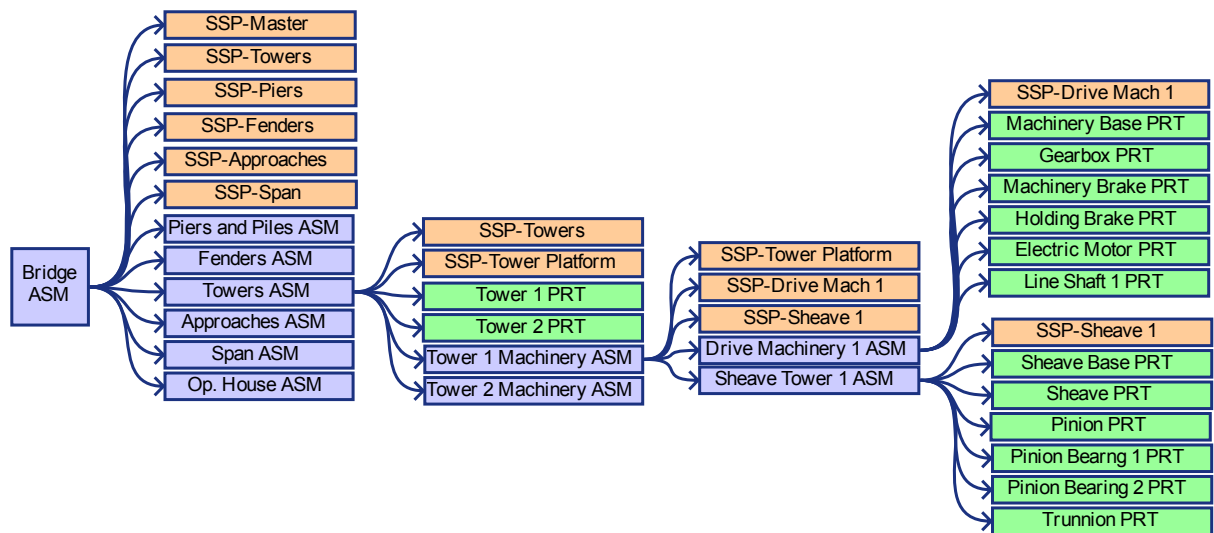 Bridge
ASM
SSP-Master
SSP-Towers
SSP-Piers
SSP-Fenders
SSP-Approaches
SSP-Span
Piers and Piles ASM
Fenders ASM
Towers ASM
Approaches ASM
Span ASM
Op. House ASM
SSP-Towers
SSP-Tower Platform
Tower 1 PRT
Tower 2 PRT
Tower 1 Machinery ASM
Tower 2 Machinery ASM
SSP-Tower Platform
SSP-Drive Mach 1
SSP-Sheave 1
Drive Machinery 1 ASM
Sheave Tower 1 ASM
SSP-Drive Mach 1
Machinery Base PRT
Gearbox PRT
Machinery Brake PRT
Holding Brake PRT
Electric Motor PRT
Line Shaft 1 PRT
SSP-Sheave 1
Sheave Base PRT
Sheave PRT
Pinion PRT
Pinion Bearng 1 PRT
Pinion Bearing 2 PRT
Trunnion PRT